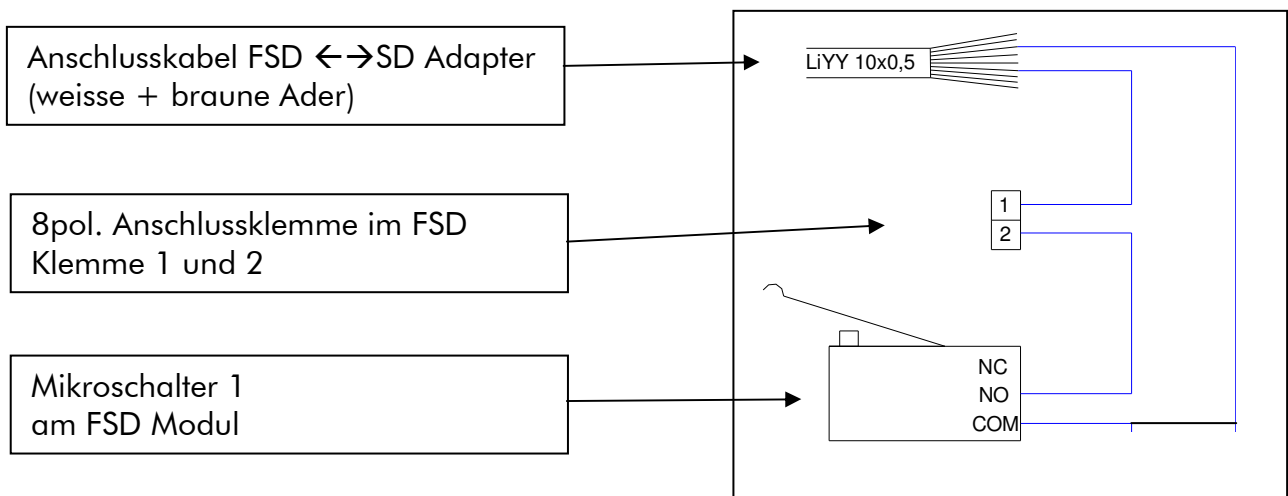 Anschlusskabel FSD ←→SD Adapter
(weisse + braune Ader)
LiYY 10x0,5
8pol. Anschlussklemme im FSD
Klemme 1 und 2
1
2
Mikroschalter 1
am FSD Modul
NC
NO
COM